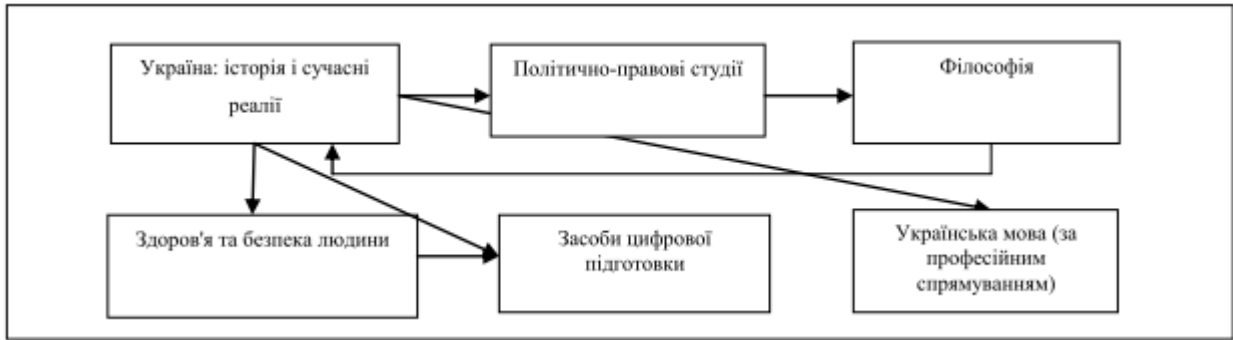 Україна: історія і сучасні
реалії
Політично-правові студії
Філософія
Здоров'я та безпека людини
Засоби цифрової
підготовки
Українська мова (за
професійним
спрямуванням)